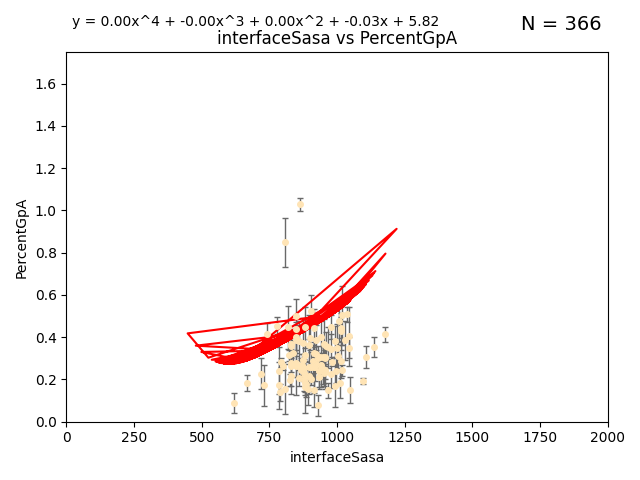 y = 0.00x^4 + -0.00x^3 + 0.00x^2 + -0.03x + 5.82
N = 366
interfaceSasa vs PercentGpA
1.6
1.4
1.2
1.0
0.8
0.6
0.4
0.2
0.0
PercentGpA
0 250 500 750 1000 1250 1500 1750 2000
interfaceSasa